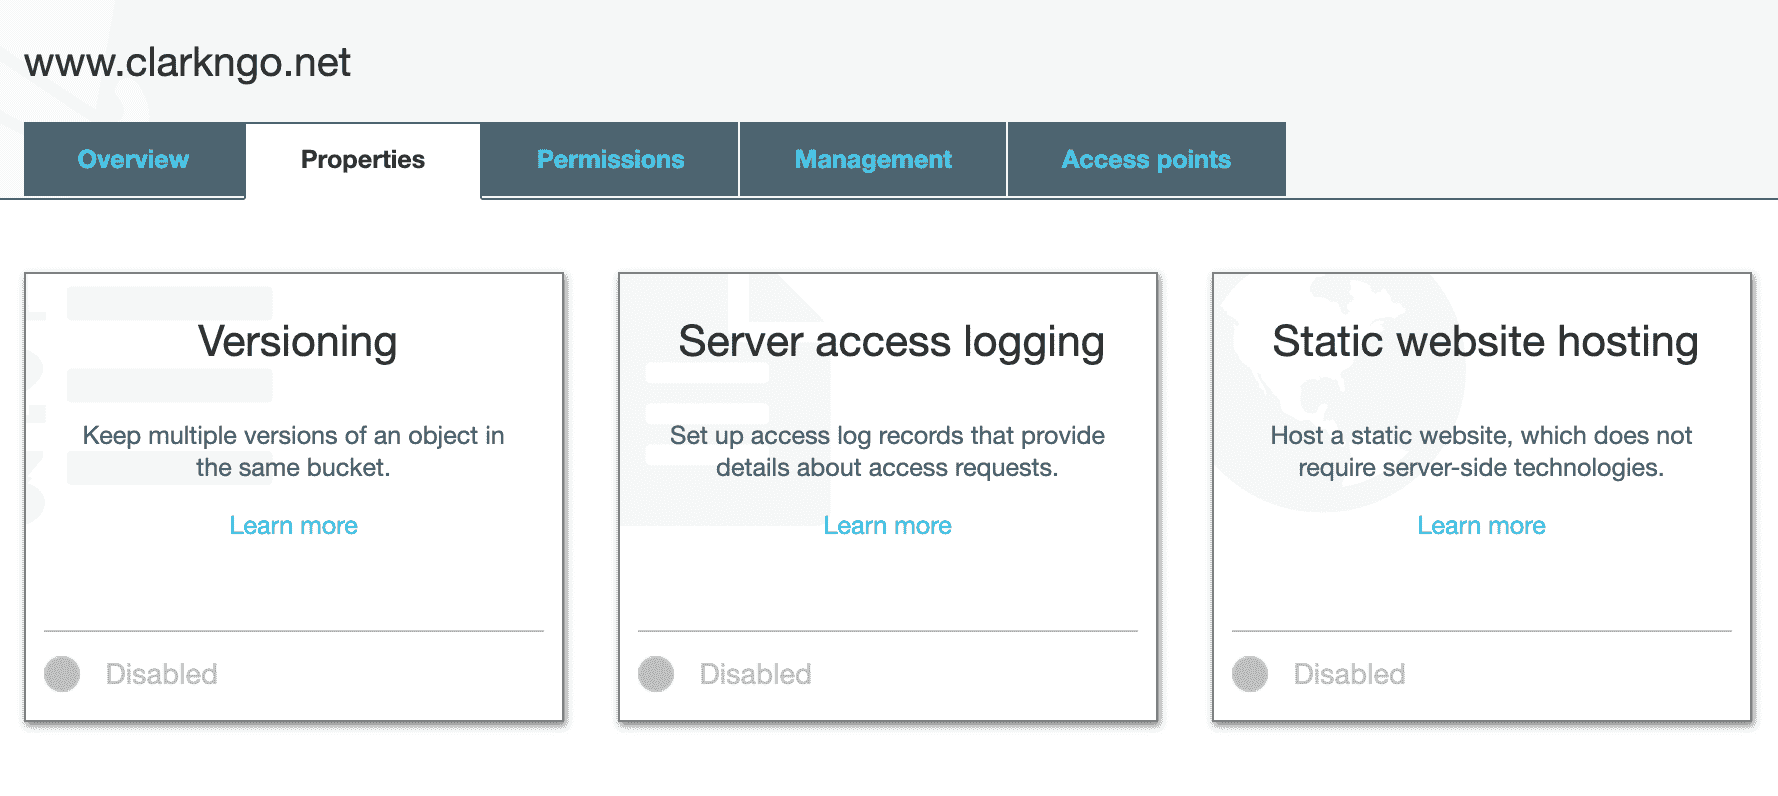 www.clarkngo.net
Overview
Properties
Permissions
Management
Access points
Versioning
Keep multiple versions of an object in
the same bucket.
Learn more
Disabled
Server access logging
Set up access log records that provide
details about access requests.
Learn more
Disabled
Static website hosting
Host a static website, which does not
require server-side technologies.
Learn more
Disabled